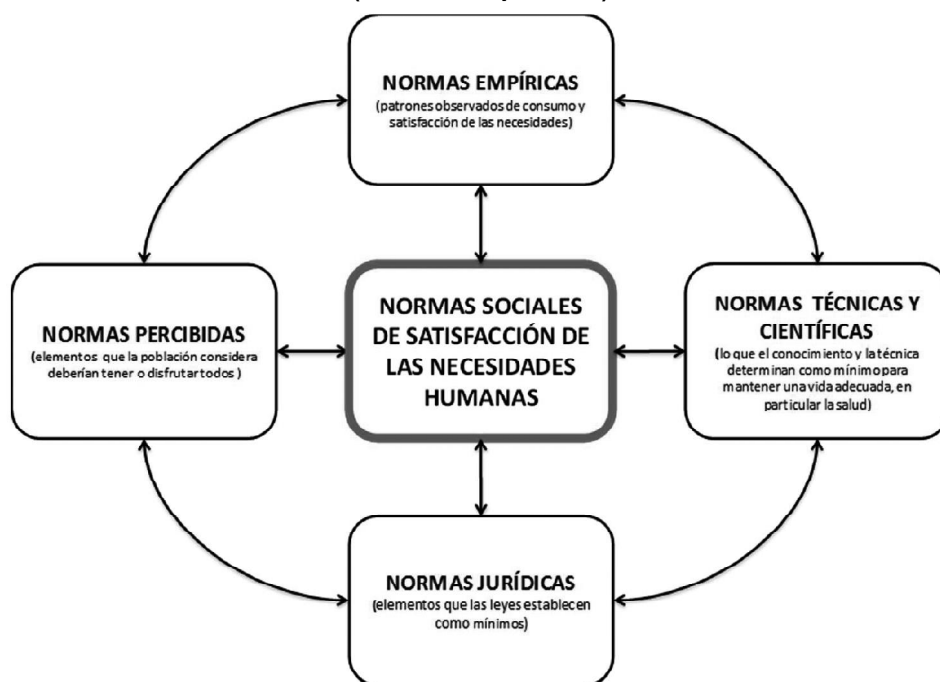 NORMAS EMPÍRICAS
(patrones observados de consumo y
satisfacción de las necesidades)
NORMAS PERCIBIDAS
(elementos que la población considera
deberían tener o disfrutar todos )
NORMAS SOCIALES
DE SATISFACCIÓN DE
LAS NECESIDADES
HUMANAS
NORMAS TÉCNICAS Y
CIENTÍFICAS
(lo que el conocimiento y la técnica
determinan como mínimo para
mantener una vida adecuada, en
particular la salud)
NORMAS JURÍDICAS
(elementos que las leyes establecen
como mínimos)